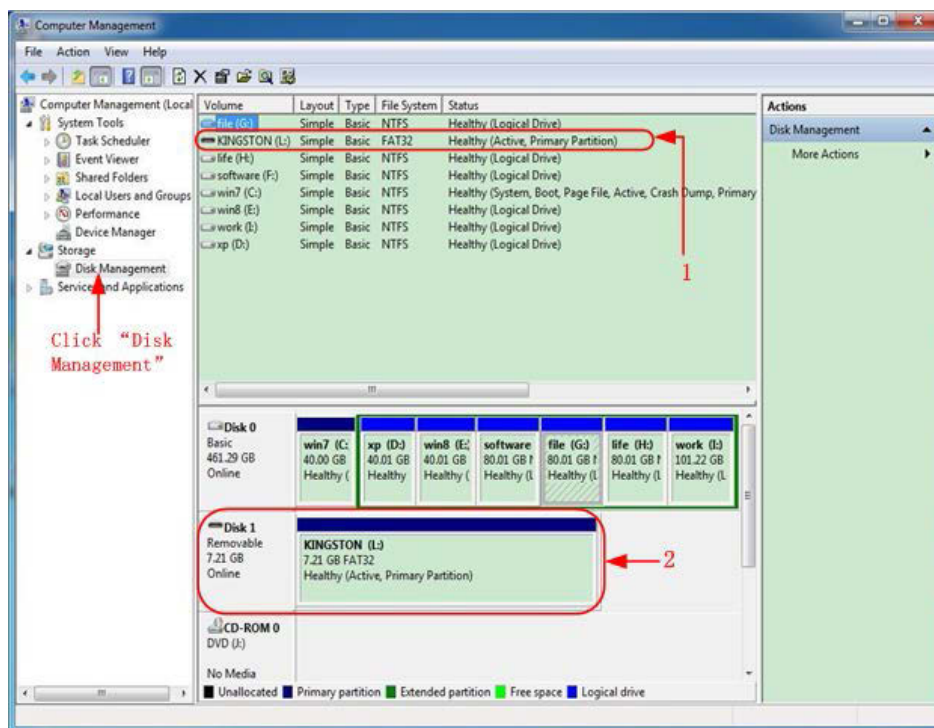 Computer Management
File Action View Help
Computer Management (Local
System Tools
Task Scheduler
Event Viewer
Shared Folders
Local Users and Groups
Performance
Device Manager
Storage
Disk Management
Services and Applications
Click “Disk
Management”
Volume Layout Type File System Status
file (G:) Simple Basic NTFS Healthy (Logical Drive)
KINGSTON (L:) Simple Basic FAT32 Healthy (Active, Primary Partition)
life (H:) Simple Basic NTFS Healthy (Logical Drive)
software (F:) Simple Basic NTFS Healthy (Logical Drive)
win7 (C:) Simple Basic NTFS Healthy (System, Boot, Page File, Active, Crash Dump, Primary
win8 (E:) Simple Basic NTFS Healthy (Logical Drive)
work (I:) Simple Basic NTFS Healthy (Logical Drive)
xp (D:) Simple Basic NTFS Healthy (Logical Drive)
1
Actions
Disk Management
More Actions
Disk 0
Basic
461.29 GB
Online
win7 (C:
40.00 GB
Healthy (
xp (D:)
40.01 GB
Healthy
win8 (E:
40.01 GB
Healthy (
software
80.01 GB N
Healthy (L
file (G:)
80.01 GB N
Healthy (L
life (H:)
80.01 GB N
Healthy (L
work (I:)
101.22 GB
Healthy (L
Disk 1
Removable
7.21 GB
Online
KINGSTON (L:)
7.21 GB FAT32
Healthy (Active, Primary Partition)
2
CD-ROM 0
DVD (J:)
No Media
Unallocated Primary partition Extended partition Free space Logical drive